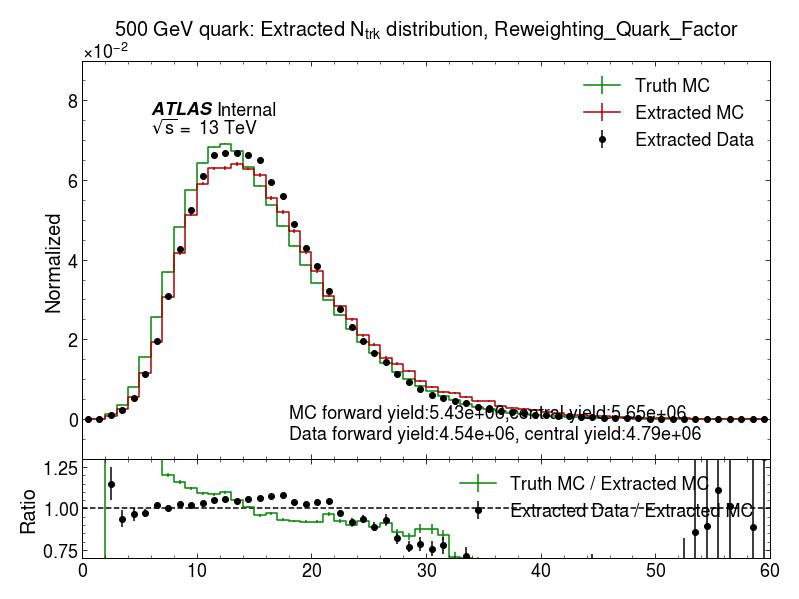 500 GeV quark: Extracted Ntrk distribution, Reweighting_Quark_Factor
×10−2
ATLAS Internal
√s = 13 TeV
Truth MC
Extracted MC
Extracted Data
Normalized
8
6
4
2
0
MC forward yield:5.43e+06,central yield:5.65e+06
Data forward yield:4.54e+06, central yield:4.79e+06
Ratio
1.25
1.00
0.75
Truth MC / Extracted MC
Extracted Data / Extracted MC
0 10 20 30 40 50 60